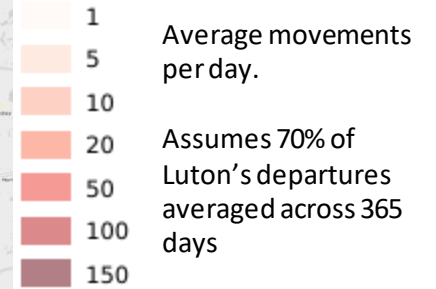 1
5
10
20
50
100
150
Average movements
per day.
Assumes 70% of
Luton's departures
averaged across 365
days